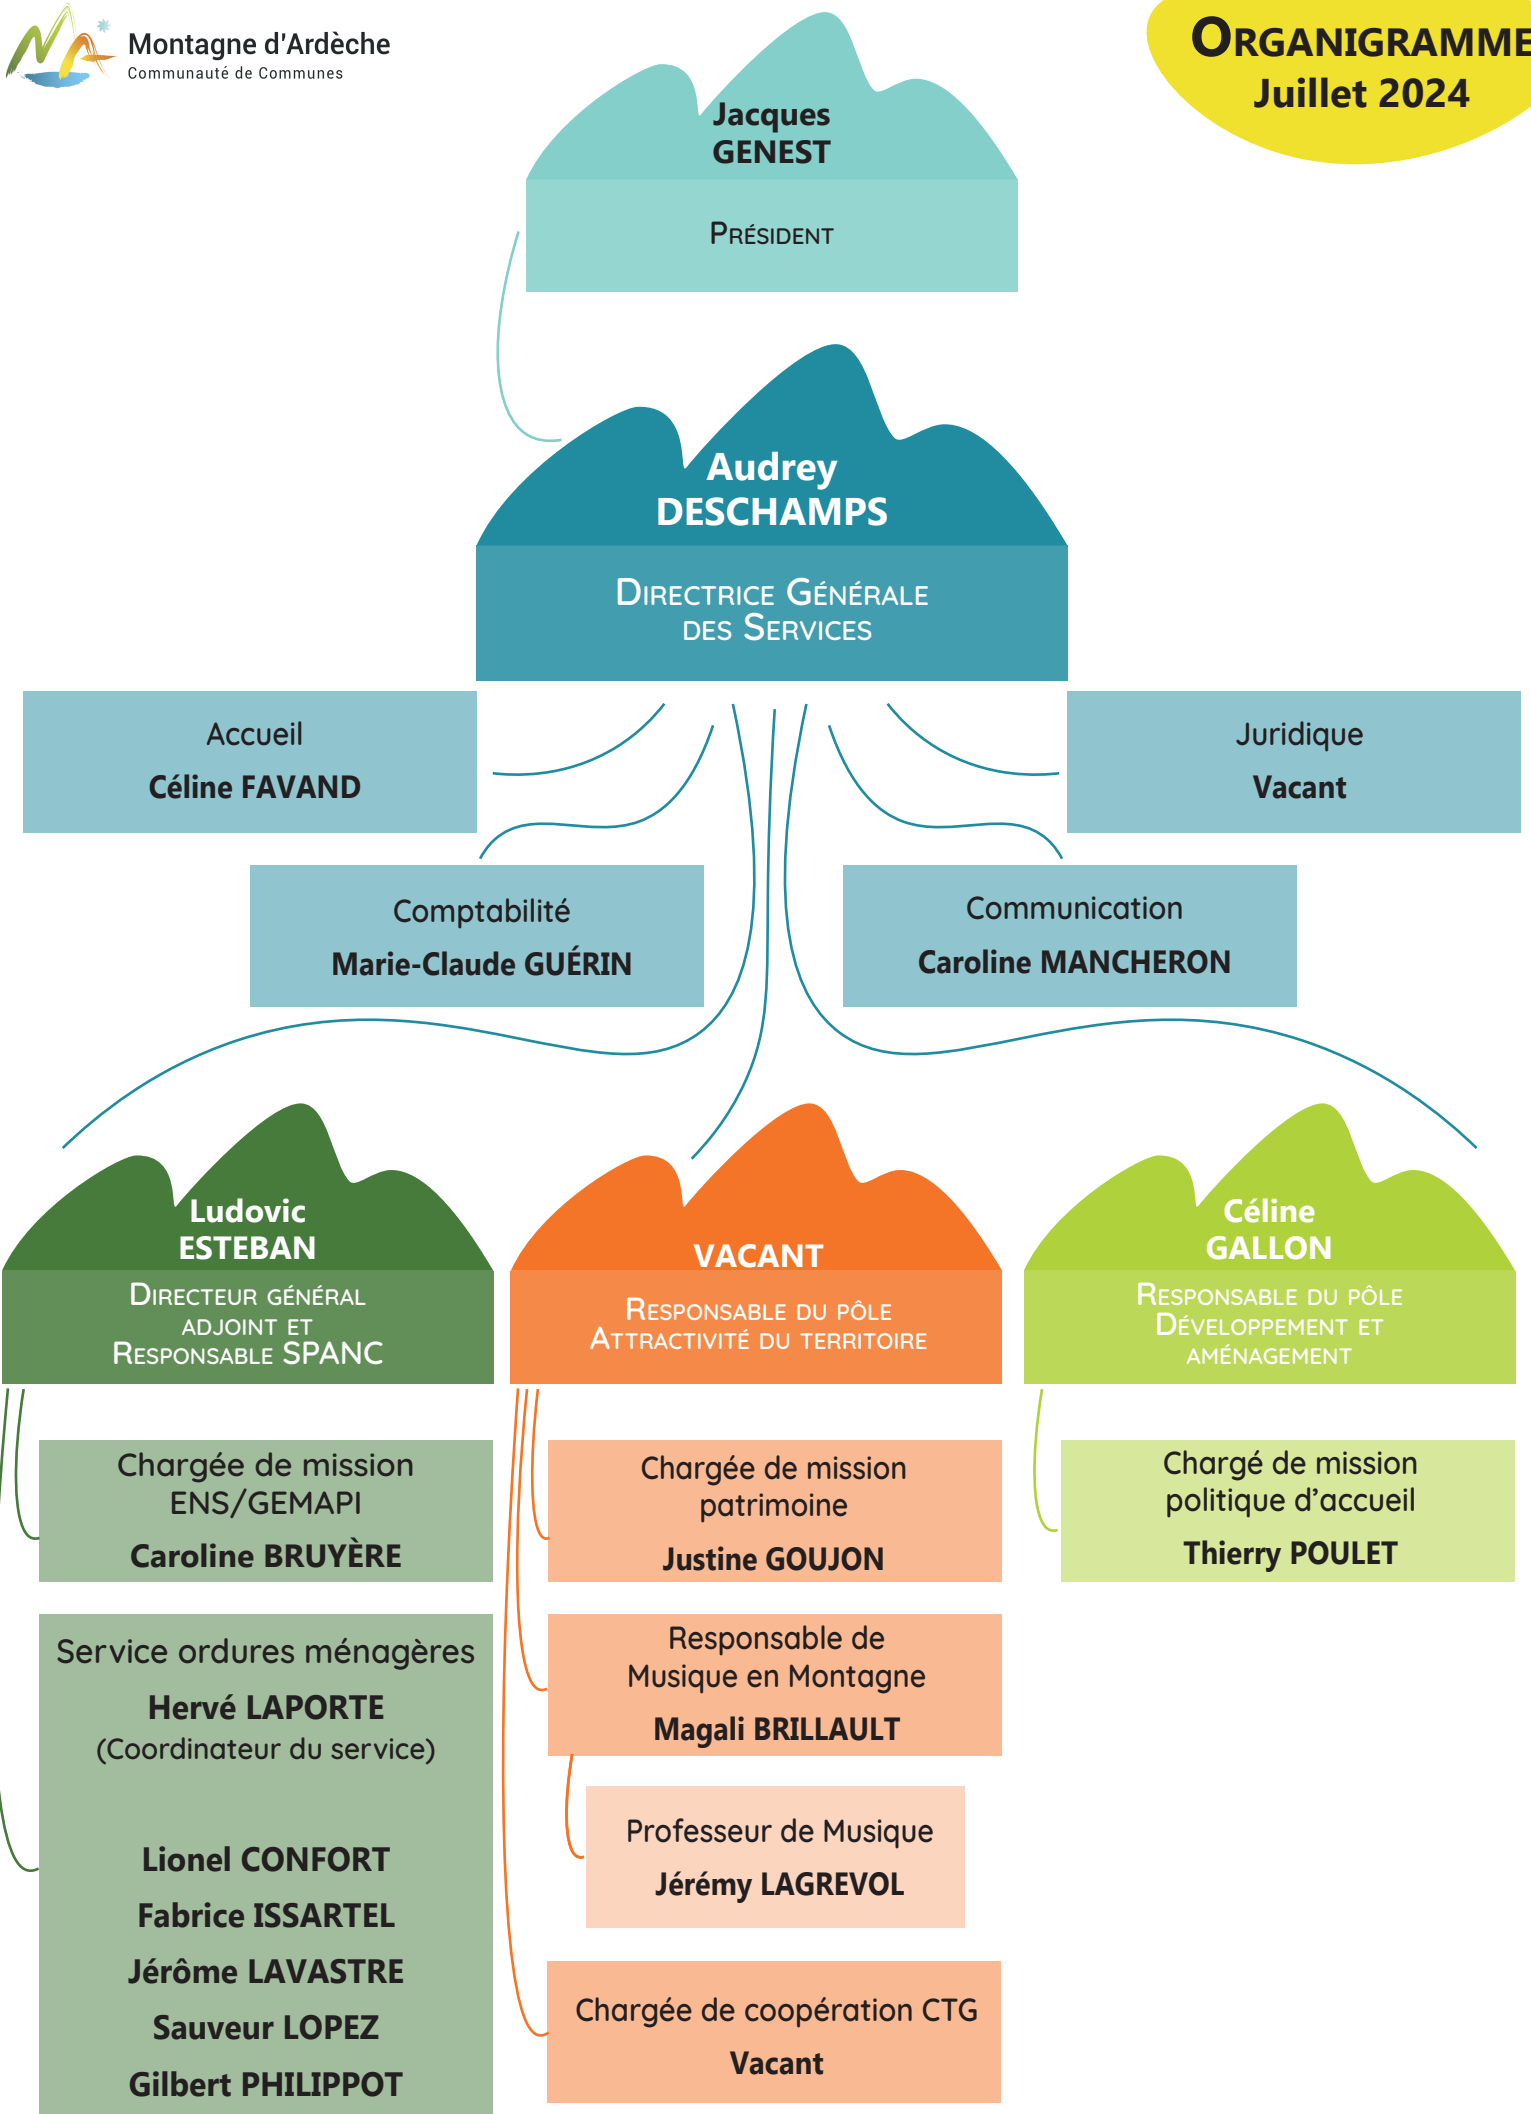 Montagne d'Ardèche
Communauté de Communes
ORGANIGRAMME
Juillet 2024
Jacques
GENEST
PRÉSIDENT
Audrey
DESCHAMPS
DIRECTRICE GÉNÉRALE
DES SERVICES
Accueil
Céline FAVAND
Juridique
Vacant
Comptabilité
Marie-Claude GUÉRIN
Communication
Caroline MANCHERON
Ludovic
ESTEBAN
DIRECTEUR GÉNÉRAL
ADJOINT ET
RESPONSABLE SPANC
Chargée de mission
ENS/GEMAPI
Caroline BRUYÈRE
Service ordures ménagères
Hervé LAPORTE
(Coordinateur du service)
Lionel CONFORT
Fabrice ISSARTEL
Jérôme LAVASTRE
Sauveur LOPEZ
Gilbert PHILIPPOT
VACANT
RESPONSABLE DU PÔLE
ATTRACTIVITÉ DU TERRITOIRE
Chargée de mission
patrimoine
Justine GOUJON
Responsable de
Musique en Montagne
Magali BRILLAULT
Professeur de Musique
Jérémy LAGREVOL
Chargée de coopération CTG
Vacant
Céline
GALLON
RESPONSABLE DU PÔLE
DÉVELOPPEMENT ET
AMÉNAGEMENT
Chargé de mission
politique d’accueil
Thierry POULET